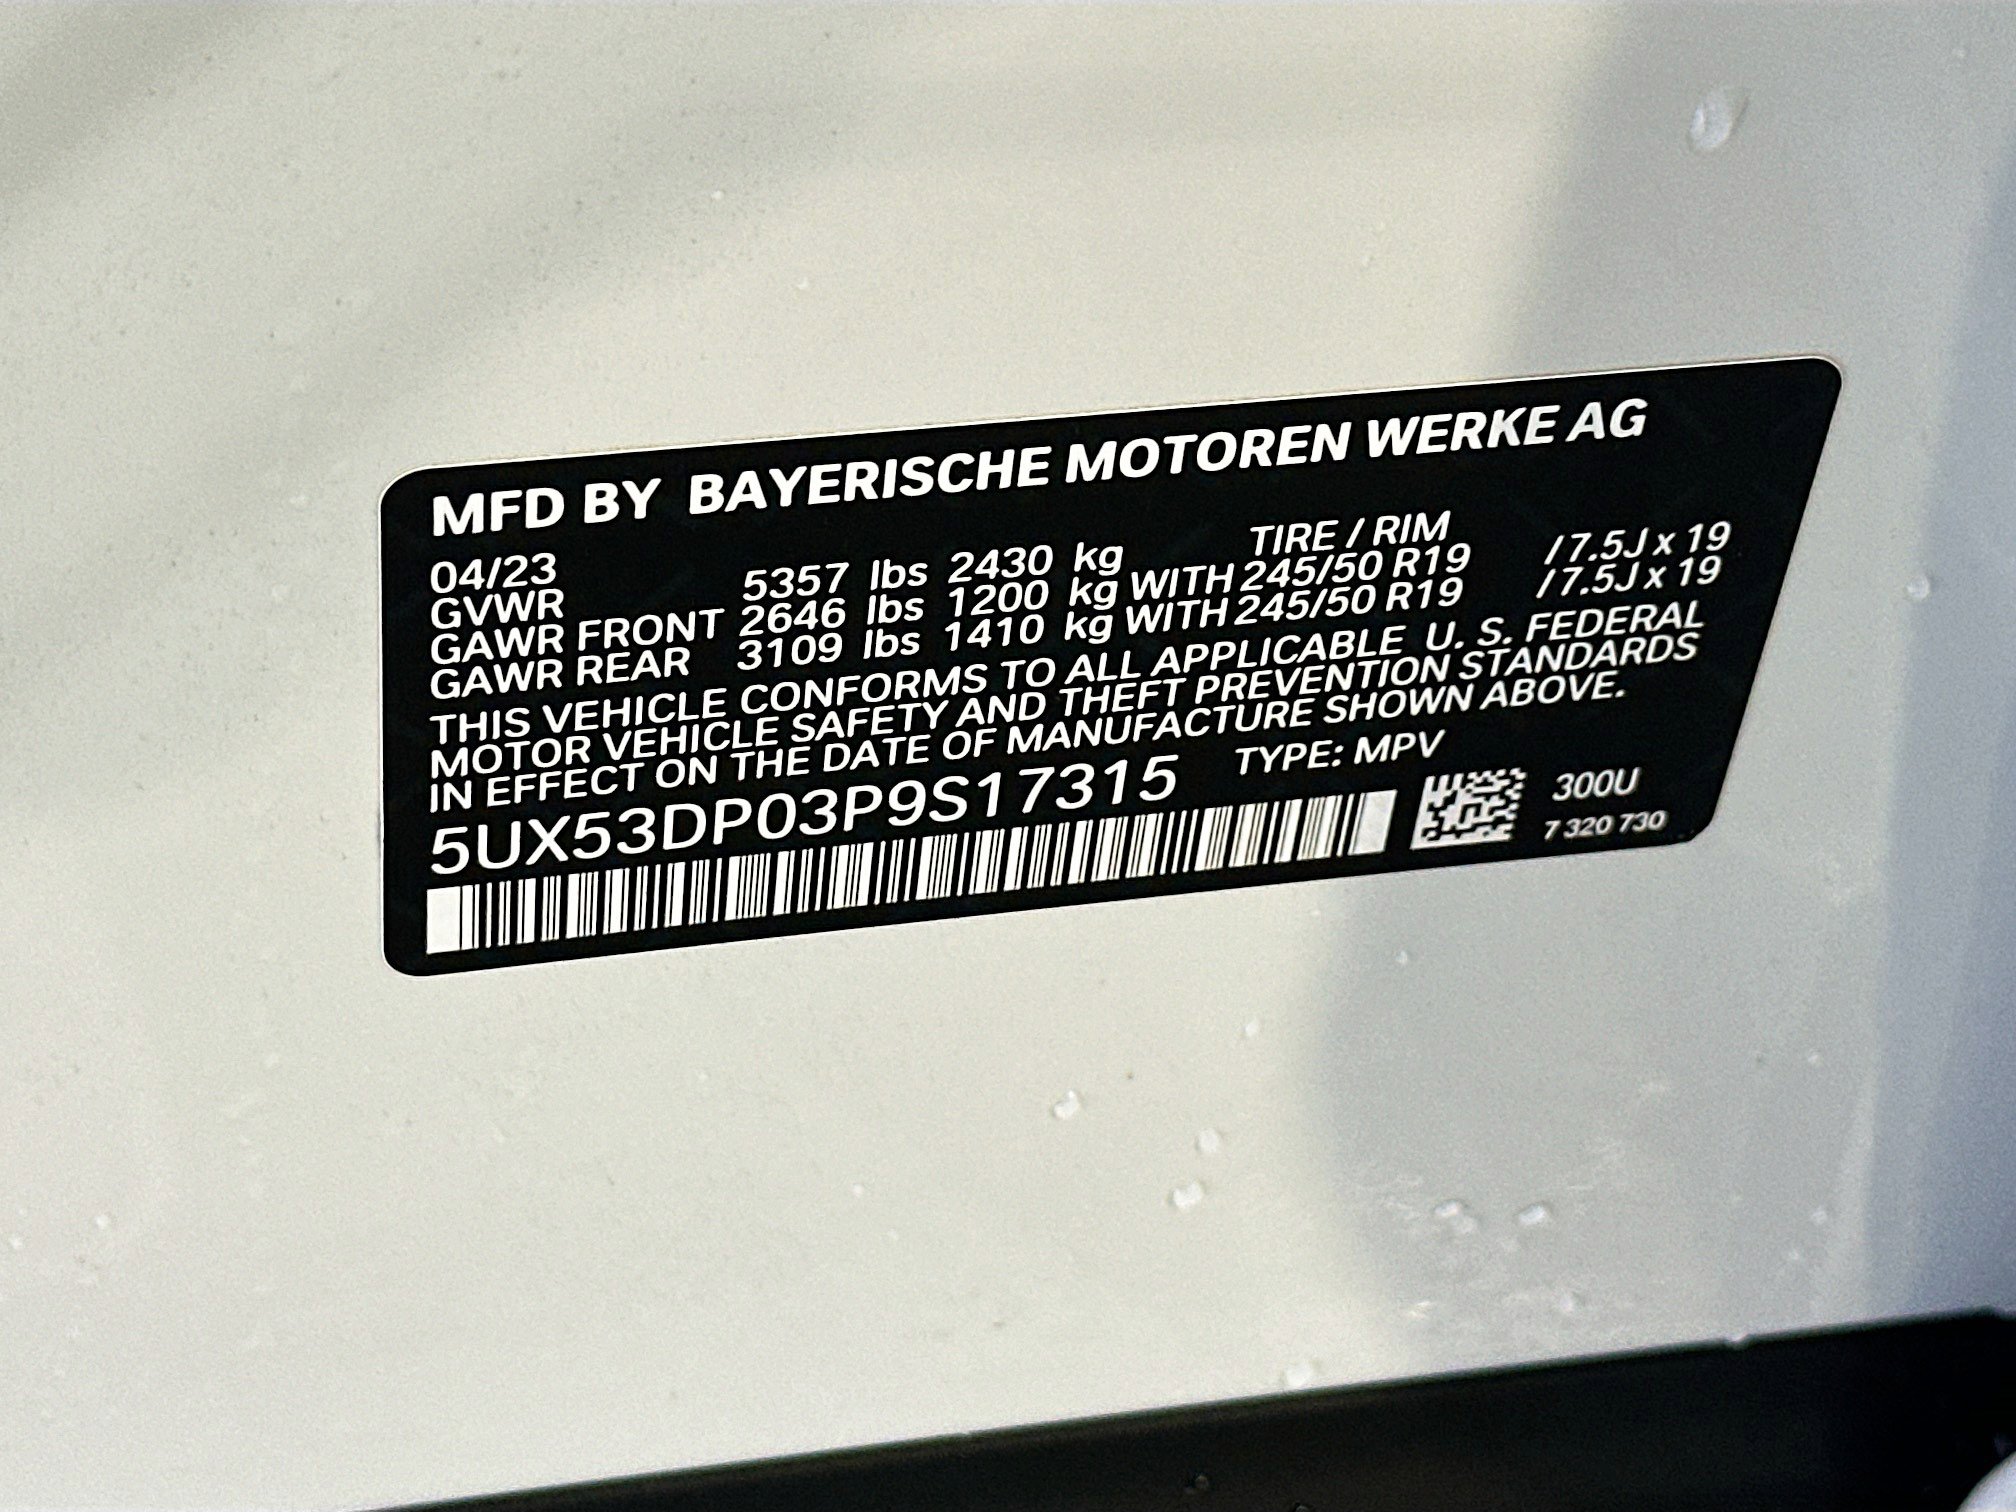 MFD BY BAYERISCHE MOTOREN WERKE AG
04/23 TIRE / RIM
GVWR 5357 lbs 2430 kg
GAWR FRONT 2646 lbs 1200 kg WITH 245/50 R19 / 7.5J x 19
GAWR REAR 3109 lbs 1410 kg WITH 245/50 R19 / 7.5J x 19
THIS VEHICLE CONFORMS TO ALL APPLICABLE U. S. FEDERAL
MOTOR VEHICLE SAFETY AND THEFT PREVENTION STANDARDS
IN EFFECT ON THE DATE OF MANUFACTURE SHOWN ABOVE.
5UX53DP03P9S17315 TYPE: MPV
300U
7 320 730